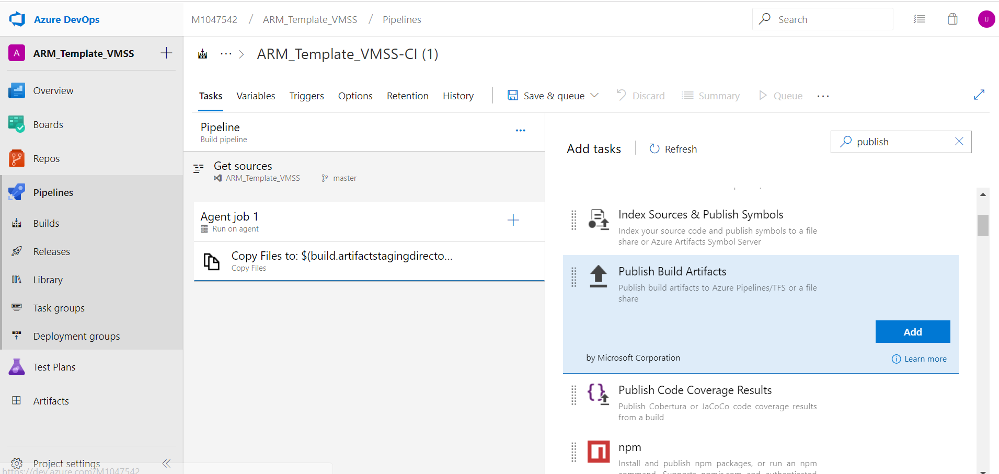 Azure DevOps
M1047542 / ARM_Template_VMSS / Pipelines
Search
IJ
A ARM_Template_VMSS
ARM_Template_VMSS-CI (1)
Overview
Boards
Repos
Pipelines
Builds
Releases
Library
Task groups
Deployment groups
Test Plans
Artifacts
Project settings
https://dev.azure.com/M1047542
Tasks Variables Triggers Options Retention History Save & queue Discard Summary Queue ...
Pipeline
Build pipeline
Get sources
ARM_Template_VMSS master
Agent job 1
Run on agent
Copy Files to: $(build.artifactstagingdirecto...
Copy Files
Add tasks Refresh
publish
Index Sources & Publish Symbols
Index your source code and publish symbols to a file
share or Azure Artifacts Symbol Server
Publish Build Artifacts
Publish build artifacts to Azure Pipelines/TFS or a file
share
Add
by Microsoft Corporation
Learn more
Publish Code Coverage Results
Publish Cobertura or JaCoCo code coverage results
from a build
npm
Install and publish npm packages, or run an npm
command. Supports npmjs.com and authenticated